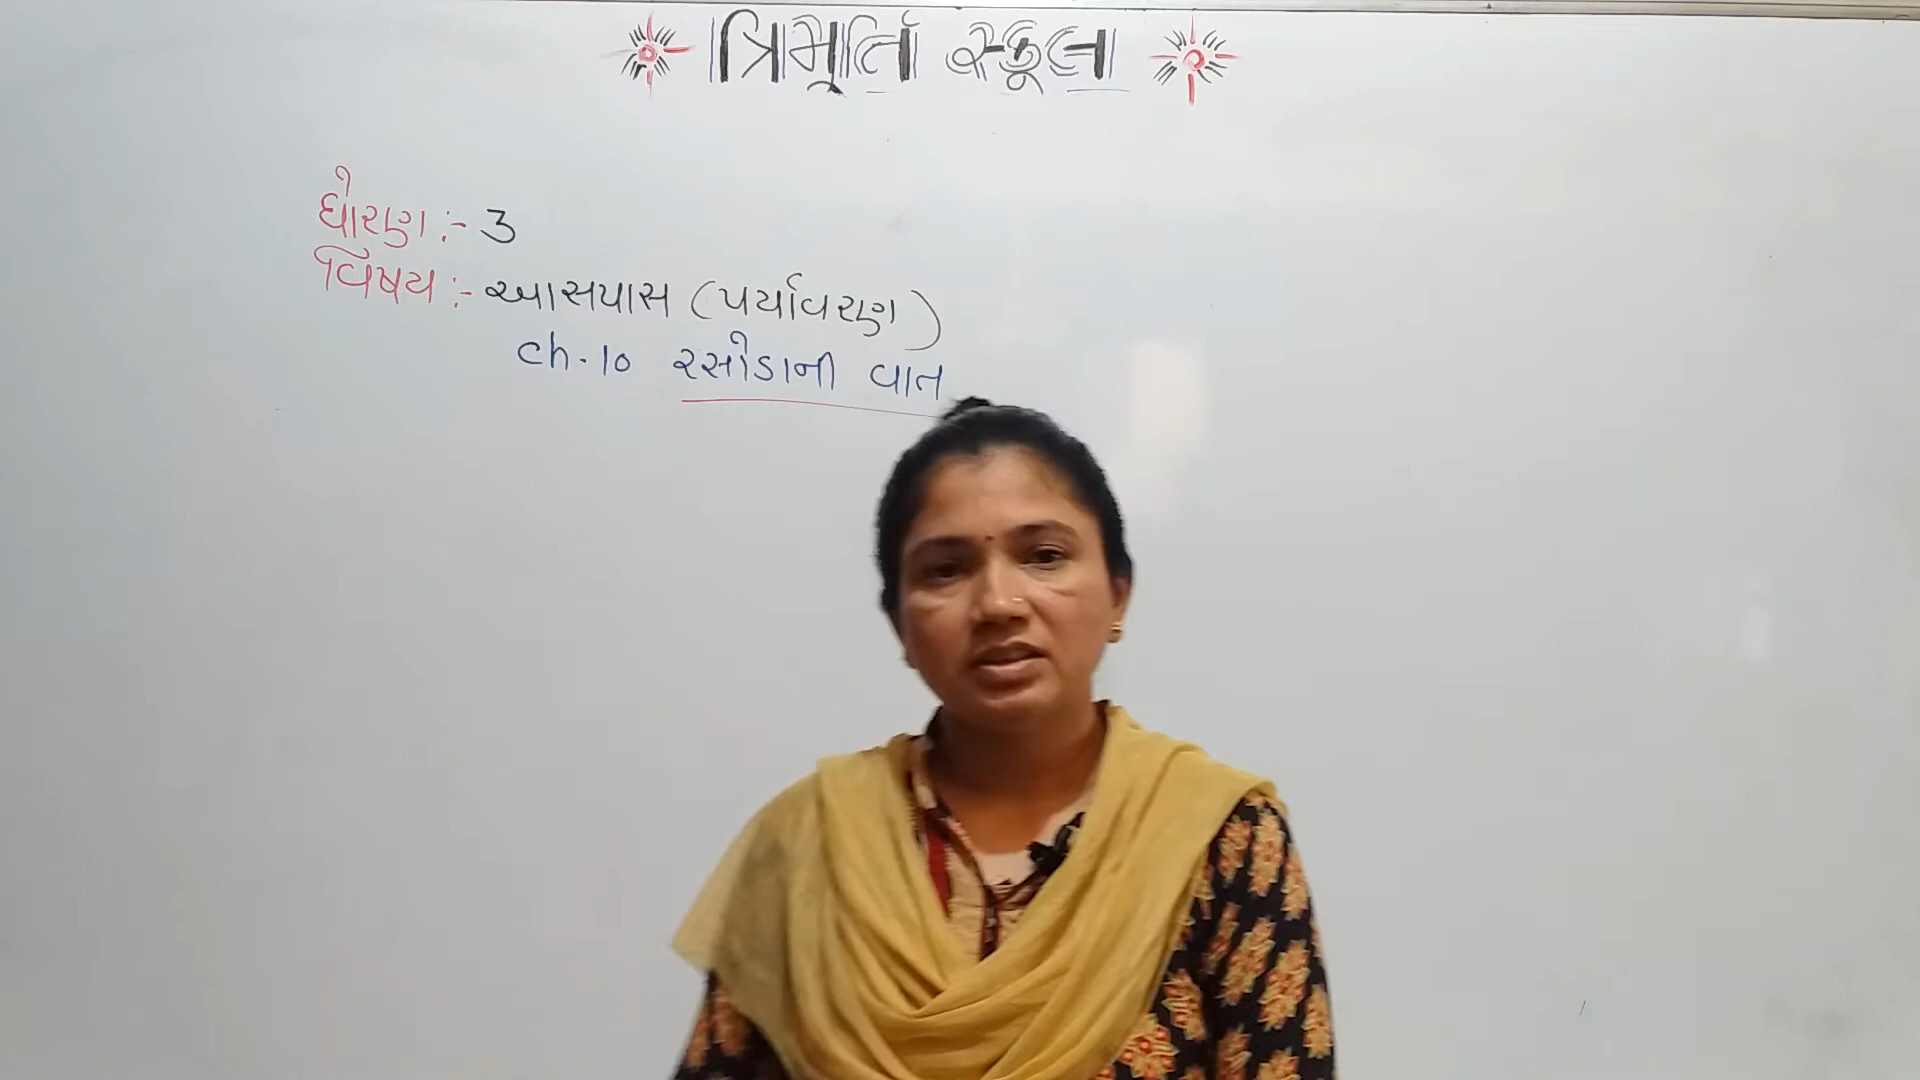 ત્રિમૂર્તિ સ્કૂલ
ધોરણ :- 3
વિષય :- આસપાસ (પર્યાવરણ)
ch. 10 રસોડાની વાત